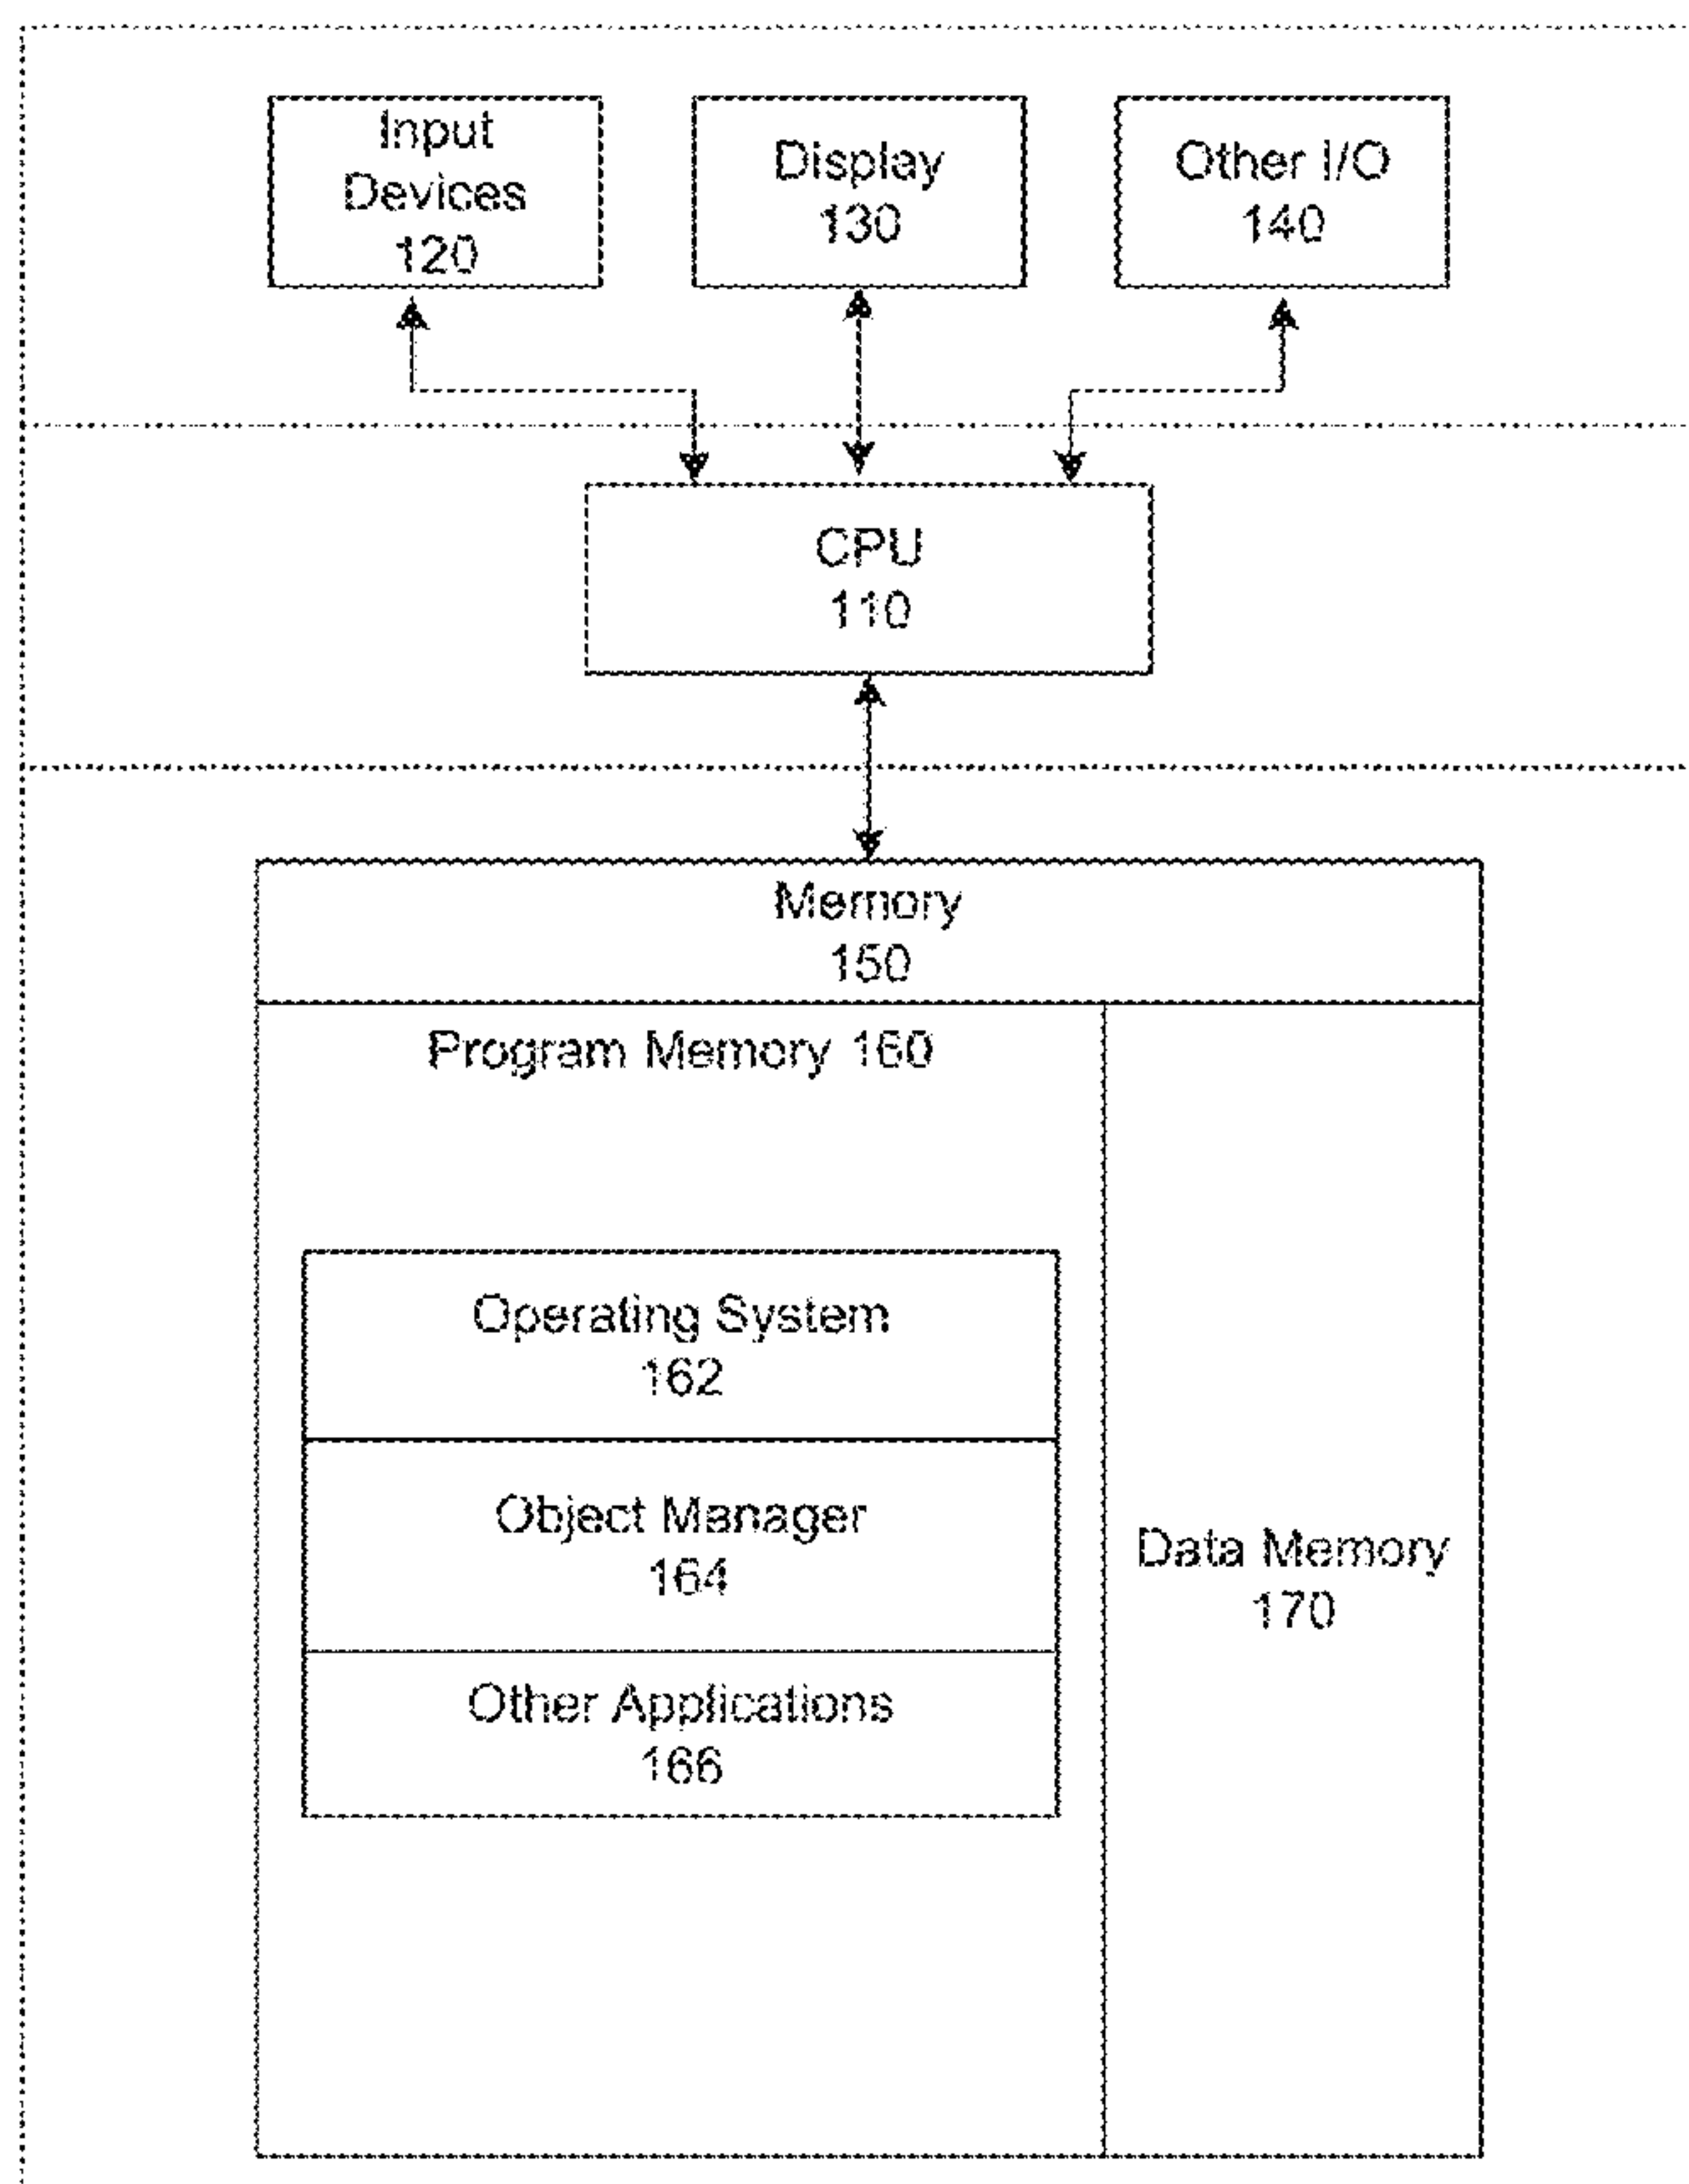 Input
Devices
120
Display
130
Other I/O
140
CPU
110
Memory
150
Program Memory 160
Operating System
162
Object Manager
164
Other Applications
166
Data Memory
170